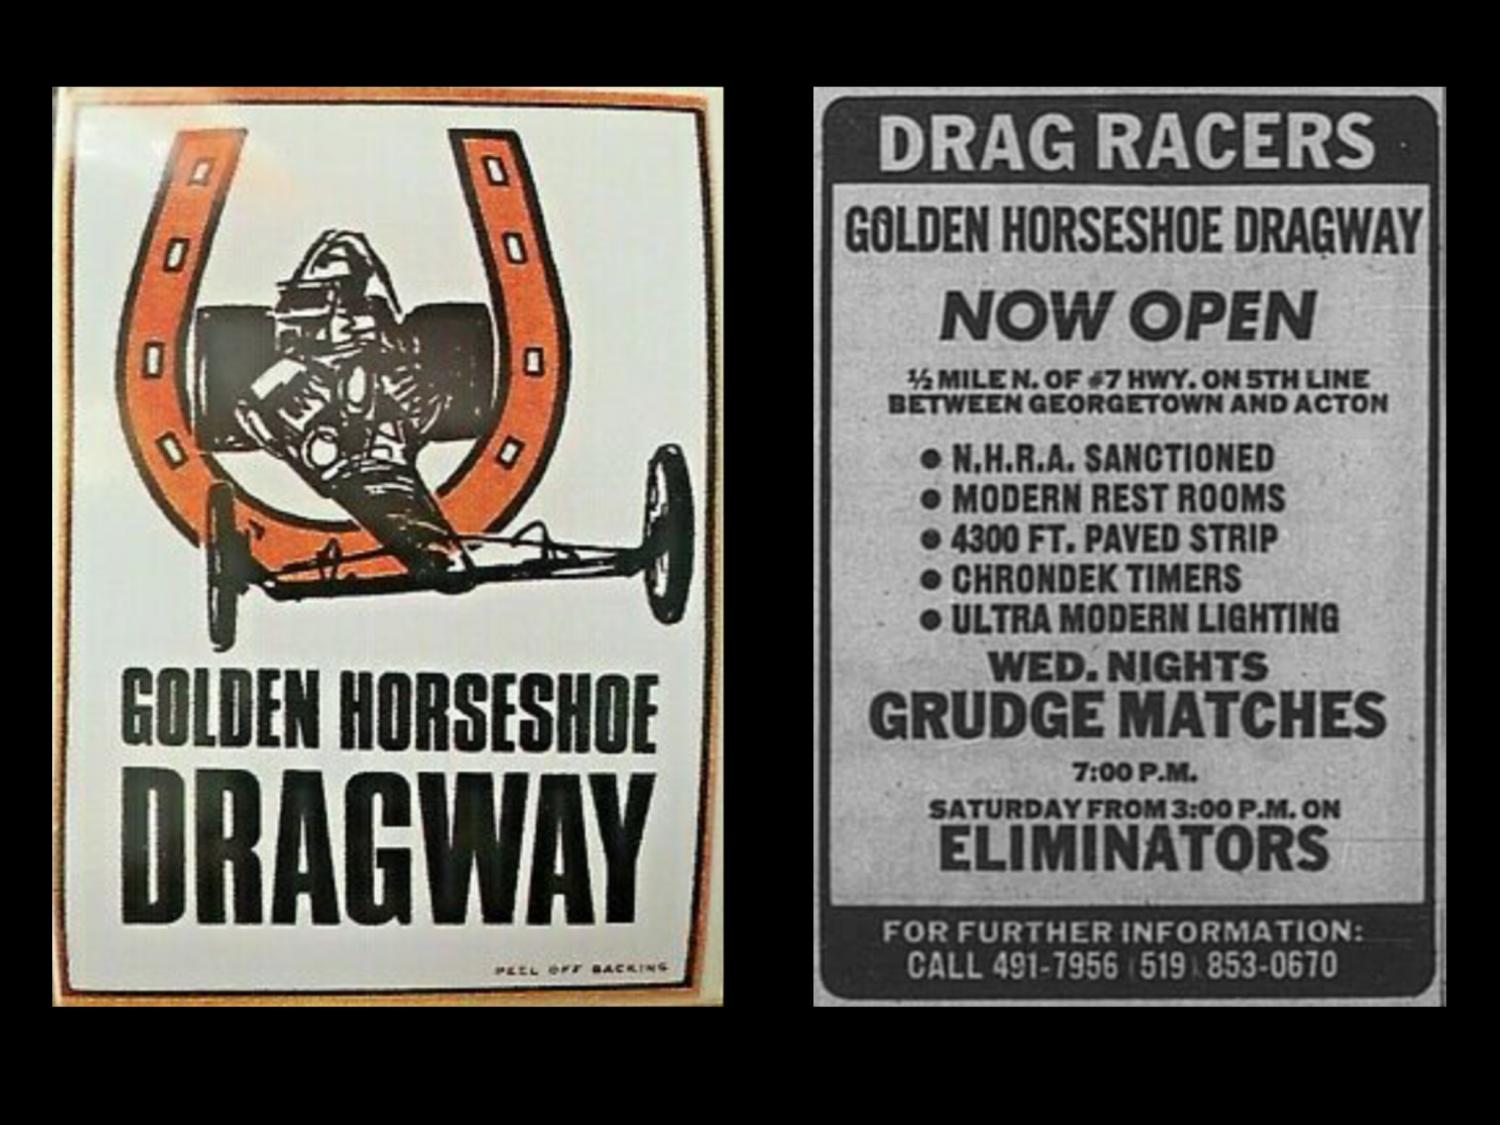 GOLDEN HORSESHOE
DRAGWAY
PEEL OFF BACKING
DRAG RACERS
GOLDEN HORSESHOE DRAGWAY
NOW OPEN
½ MILE N. OF #7 HWY. ON 5TH LINE
BETWEEN GEORGETOWN AND ACTON
● N.H.R.A. SANCTIONED
● MODERN REST ROOMS
● 4300 FT. PAVED STRIP
● CHRONDEK TIMERS
● ULTRA MODERN LIGHTING
WED. NIGHTS
GRUDGE MATCHES
7:00 P.M.
SATURDAY FROM 3:00 P.M. ON
ELIMINATORS
FOR FURTHER INFORMATION:
CALL 491-7956 (519) 853-0670